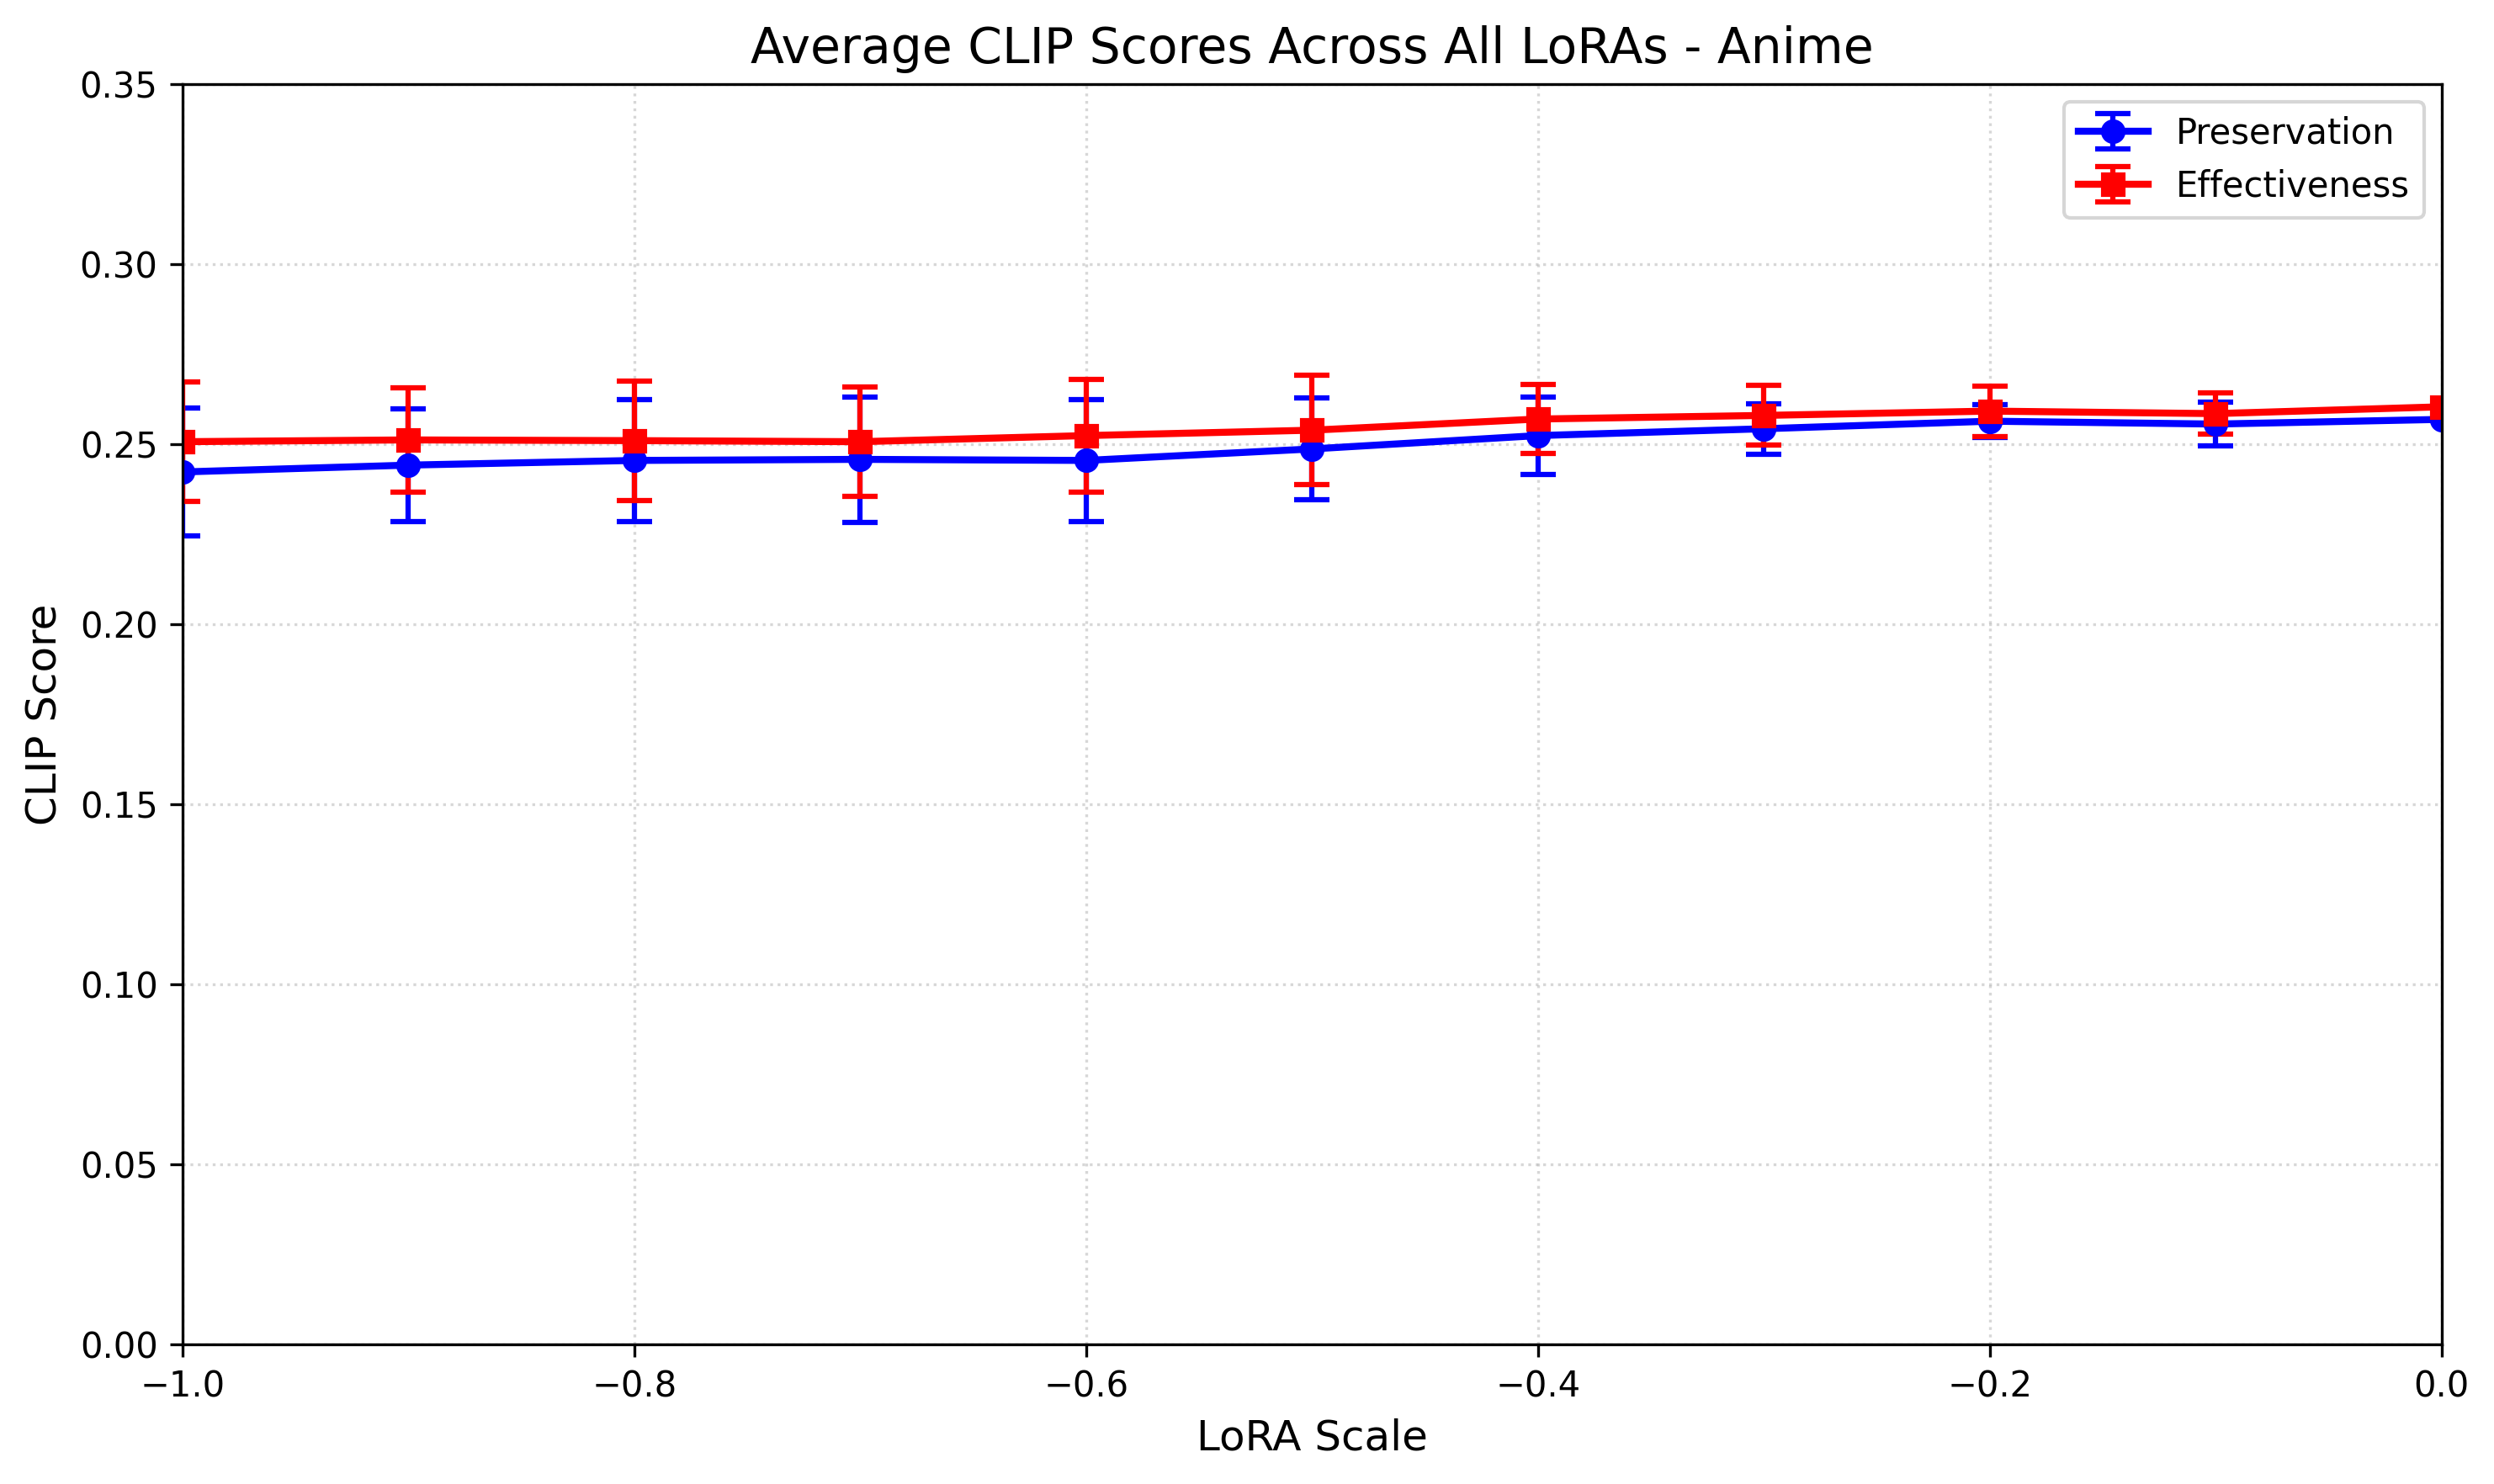 Average CLIP Scores Across All LoRAs - Anime
0.35
0.30
0.25
0.20
0.15
0.10
0.05
0.00
CLIP Score
Preservation
Effectiveness
−1.0
−0.8
−0.6
−0.4
−0.2
0.0
LoRA Scale